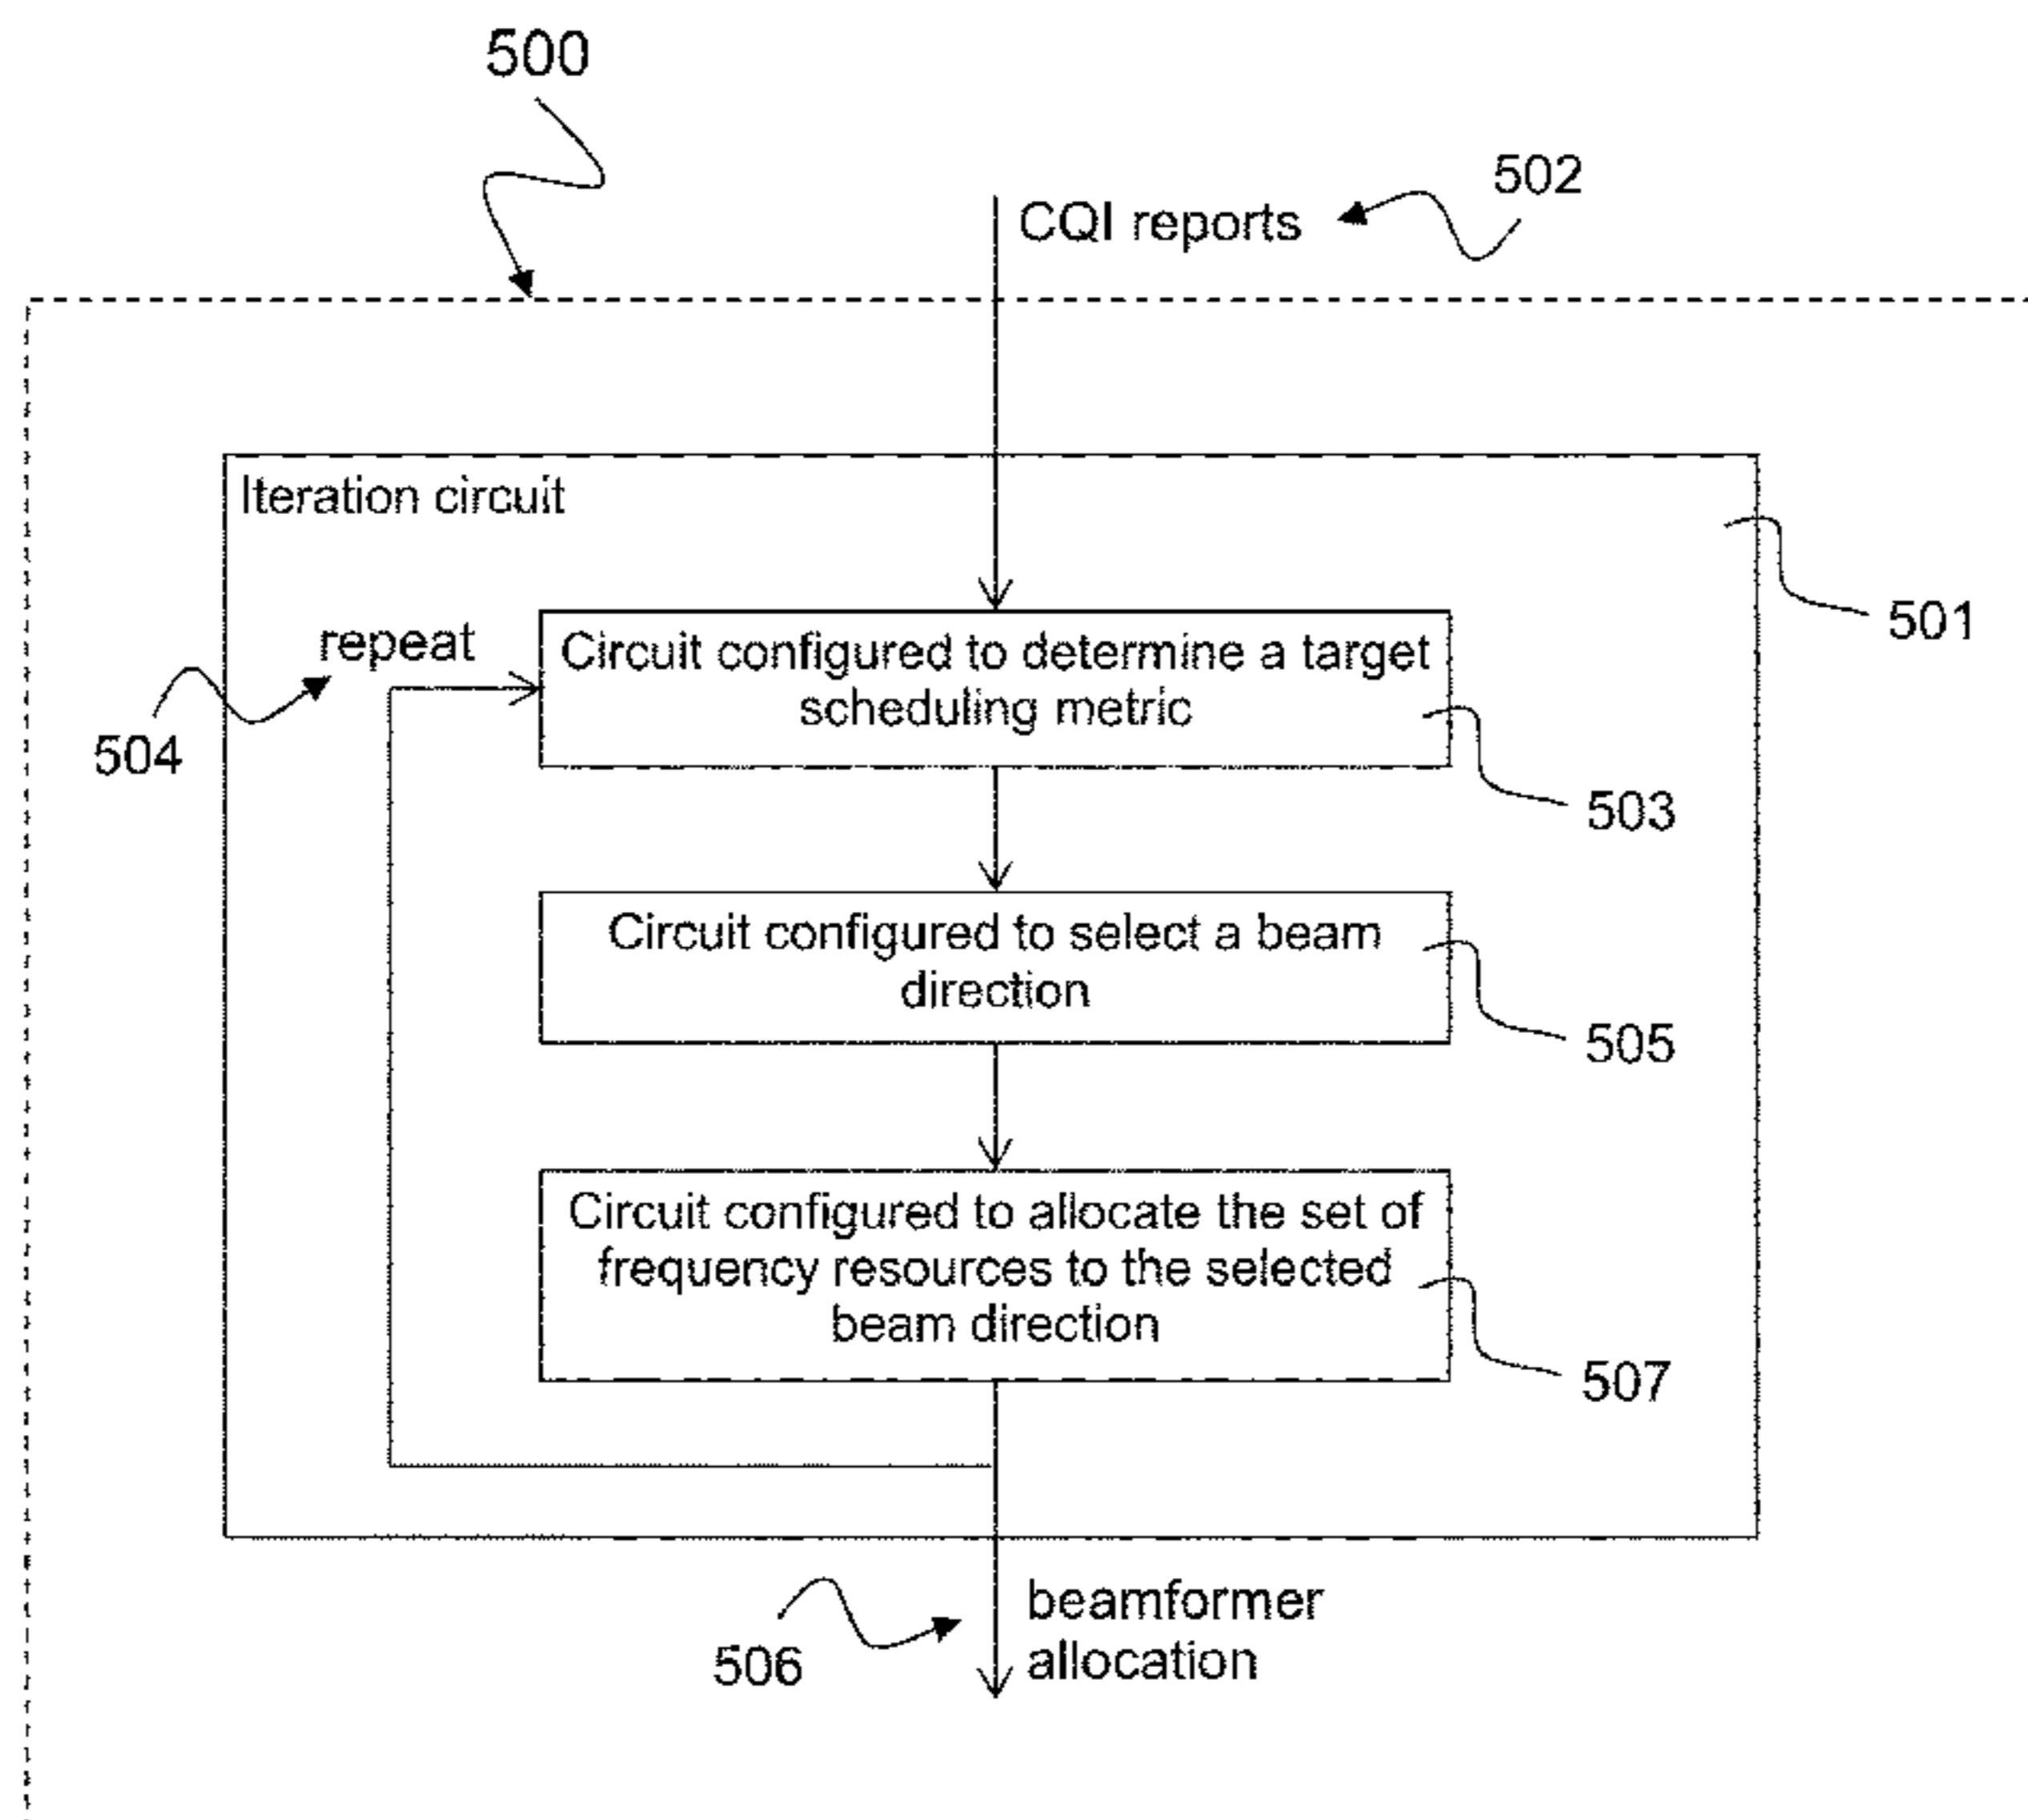 500
502
CQI reports
Iteration circuit
501
repeat
504
Circuit configured to determine a target
scheduling metric
503
Circuit configured to select a beam
direction
505
Circuit configured to allocate the set of
frequency resources to the selected
beam direction
507
beamformer
allocation
506